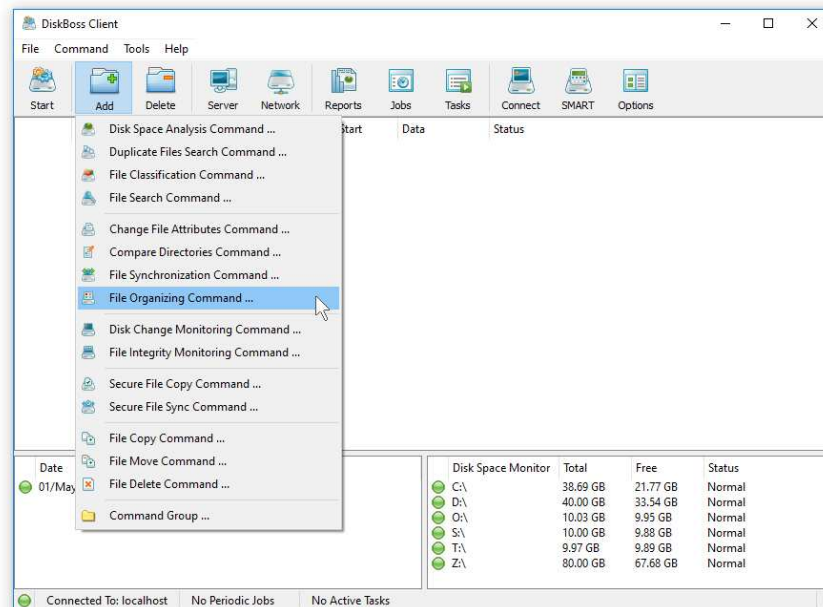 DiskBoss Client
File Command Tools Help
Start Add Delete Server Network Reports Jobs Tasks Connect SMART Options
Start Data Status
Disk Space Analysis Command ...
Duplicate Files Search Command ...
File Classification Command ...
File Search Command ...
Change File Attributes Command ...
Compare Directories Command ...
File Synchronization Command ...
File Organizing Command ...
Disk Change Monitoring Command ...
File Integrity Monitoring Command ...
Secure File Copy Command ...
Secure File Sync Command ...
File Copy Command ...
File Move Command ...
File Delete Command ...
Command Group ...
Date
01/May
Disk Space Monitor Total Free Status
C:\ 38.69 GB 21.77 GB Normal
D:\ 40.00 GB 33.54 GB Normal
O:\ 10.03 GB 9.95 GB Normal
S:\ 10.00 GB 9.88 GB Normal
T:\ 9.97 GB 9.89 GB Normal
Z:\ 80.00 GB 67.68 GB Normal
Connected To: localhost No Periodic Jobs No Active Tasks